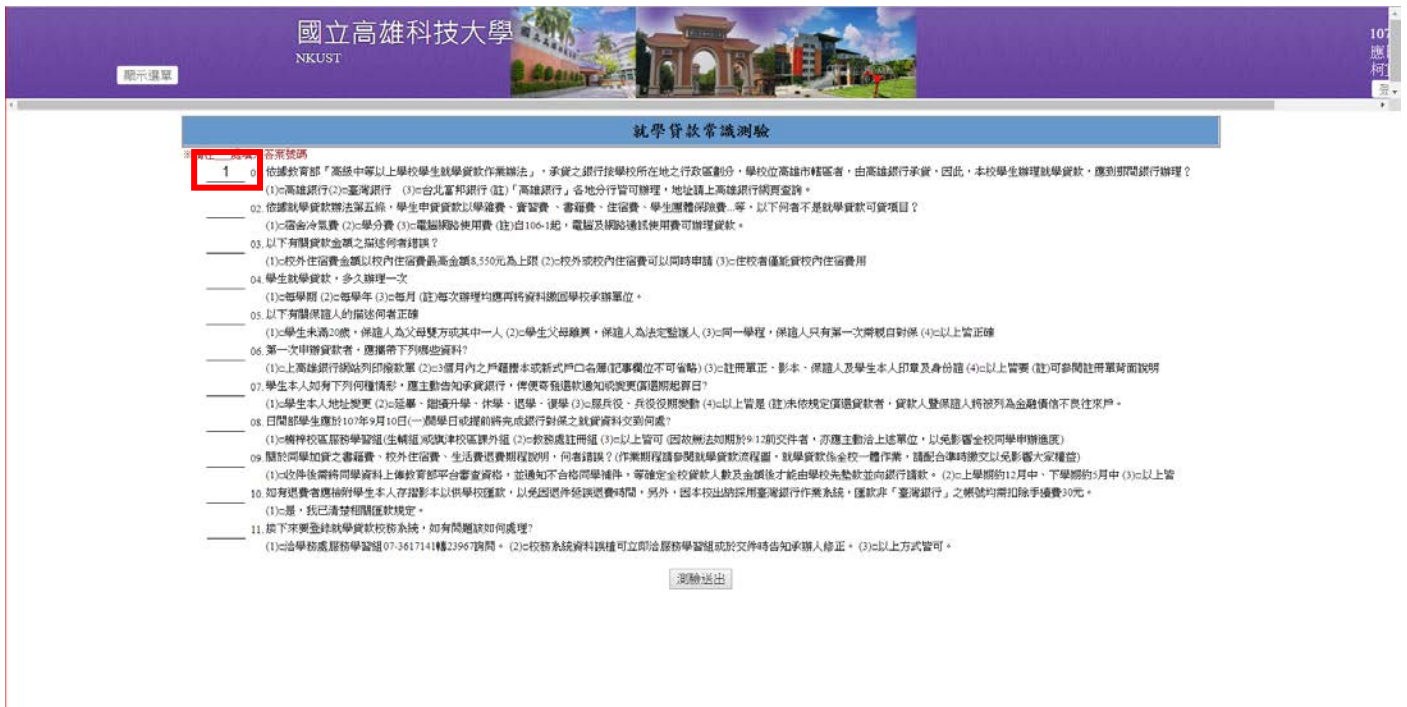 國立高雄科技大學
NKUST
顯示選單
107
應
柯
登
就學貸款常識測驗
※ 答案號碼
1 0 依據教育部「高級中等以上學校學生就學貸款作業辦法」,承貸之銀行按學校所在地之行政區劃分,學校位高雄市轄區者,由高雄銀行承貸,因此,本校學生辦理就學貸款,應到那間銀行辦理?
(1)□高雄銀行(2)□臺灣銀行 (3)□台北富邦銀行 (註)「高雄銀行」各地分行皆可辦理,地址請上高雄銀行網頁查詢。
02. 依據就學貸款辦法第五條,學生申貸貸款以學雜費、實習費、書籍費、住宿費、學生團體保險費...等,以下何者不是就學貸款可貸項目?
(1)□宿舍冷氣費 (2)□學分費 (3)□電腦網路使用費 (註)自106-1起,電腦及網路通訊使用費可辦理貸款。
03. 以下有關貸款金額之描述何者錯誤?
(1)□校外住宿費金額以校內住宿費最高金額8,550元為上限 (2)□校外或校內住宿費可以同時申請 (3)□住校者僅能貸校內住宿費用
04. 學生就學貸款,多久辦理一次
(1)□每學期 (2)□每學年 (3)□每月 (註)每次辦理均應再將資料繳回學校承辦單位。
05. 以下有關保證人的描述何者正確
(1)□學生未滿20歲,保證人為父母雙方或其中一人 (2)□學生父母離異,保證人為法定監護人 (3)□同一學程,保證人只有第一次需親自對保 (4)□以上皆正確
06. 第一次申辦貸款者,應攜帶下列哪些資料?
(1)□上高雄銀行網站列印撥款單 (2)□3個月內之戶籍謄本或新式戶口名簿(記事欄位不可省略) (3)□註冊單正、影本、保證人及學生本人印章及身份證 (4)□以上皆要 (註)可參閱註冊單背面說明
07. 學生本人如有下列何種情形,應主動告知承貸銀行,俾便寄發還款通知或變更償還期起算日?
(1)□學生本人地址變更 (2)□延畢、繼續升學、休學、退學、復學 (3)□服兵役、兵役役期變動 (4)□以上皆是 (註)未依規定償還貸款者,貸款人暨保證人將被列為金融債信不良往來戶。
08. 日間部學生應於107年9月10日(一)開學日或提前將完成銀行對保之就貸資料交到何處?
(1)□楠梓校區服務學習組(生輔組)或旗津校區課外組 (2)□教務處註冊組 (3)□以上皆可 (因故無法如期於9/12前交件者,亦應主動洽上述單位,以免影響全校同學申辦進度)
09. 關於同學加貸之書籍費、校外住宿費、生活費退費期程說明,何者錯誤?(作業期程請參閱就學貸款流程圖,就學貸款係全校一體作業,請配合準時繳交以免影響大家權益)
(1)□收件後需將同學資料上傳教育部平台審查資格,並通知不合格同學補件,等確定全校貸款人數及金額後才能由學校先墊款並向銀行請款。 (2)□上學期約12月中、下學期約5月中 (3)□以上皆
10. 如有退費者應檢附學生本人存摺影本以供學校匯款,以免因退件延誤退費時間,另外,因本校出納採用臺灣銀行作業系統,匯款非「臺灣銀行」之帳號均需扣除手續費30元。
(1)□是,我已清楚相關匯款規定。
11. 接下來要登錄就學貸款校務系統,如有問題該如何處理?
(1)□洽學務處服務學習組07-3617141轉23967詢問。 (2)□校務系統資料誤植可立即洽服務學習組或於交件時告知承辦人修正。 (3)□以上方式皆可。
測驗送出